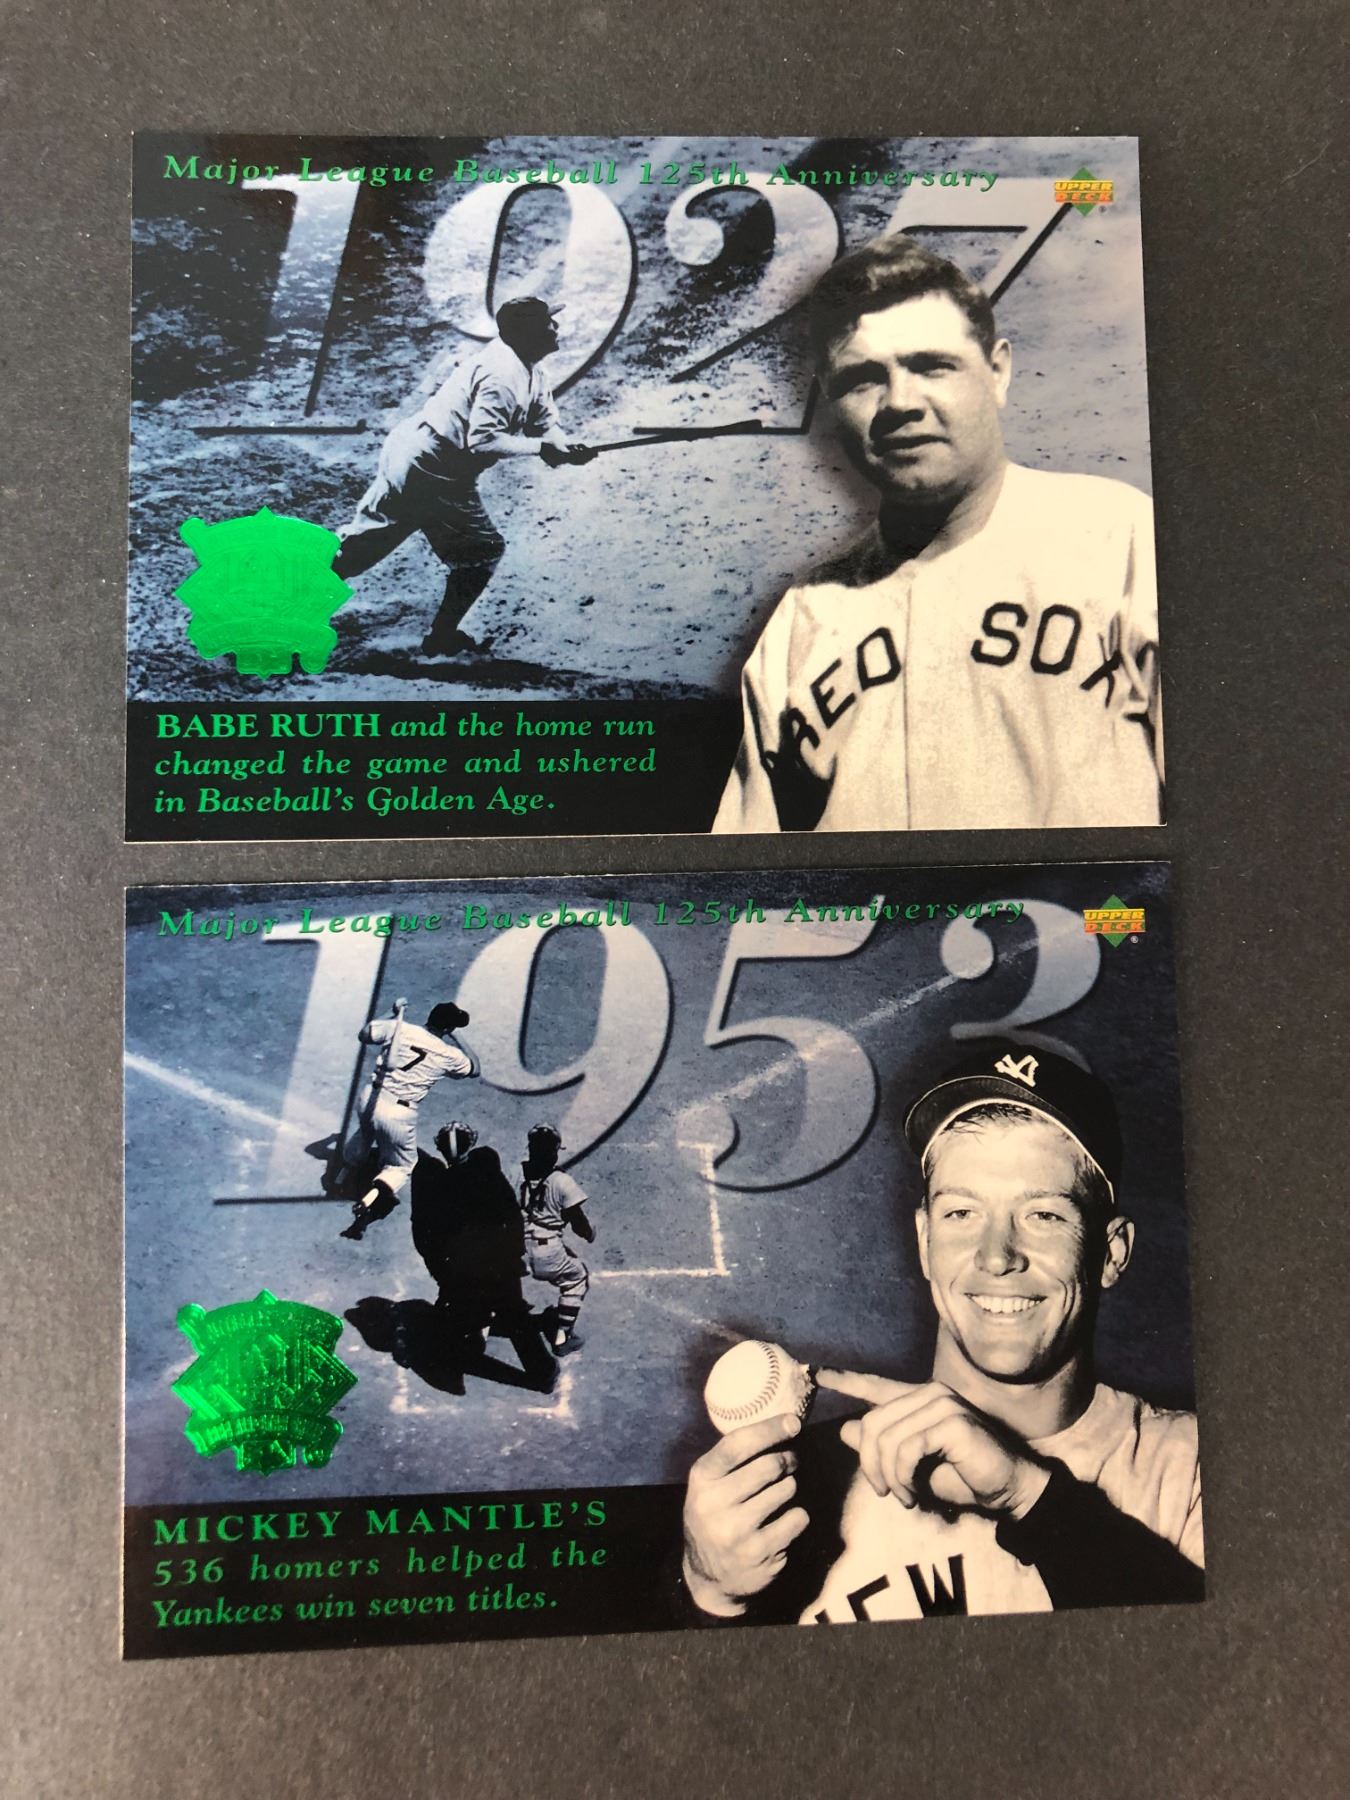 Major League Baseball 125th Anniversary
UPPER DECK
1927
RED SOX
BABE RUTH and the home run
changed the game and ushered
in Baseball's Golden Age.
Major League Baseball 125th Anniversary
UPPER DECK
1953
7
NY
NEW
MICKEY MANTLE'S
536 homers helped the
Yankees win seven titles.